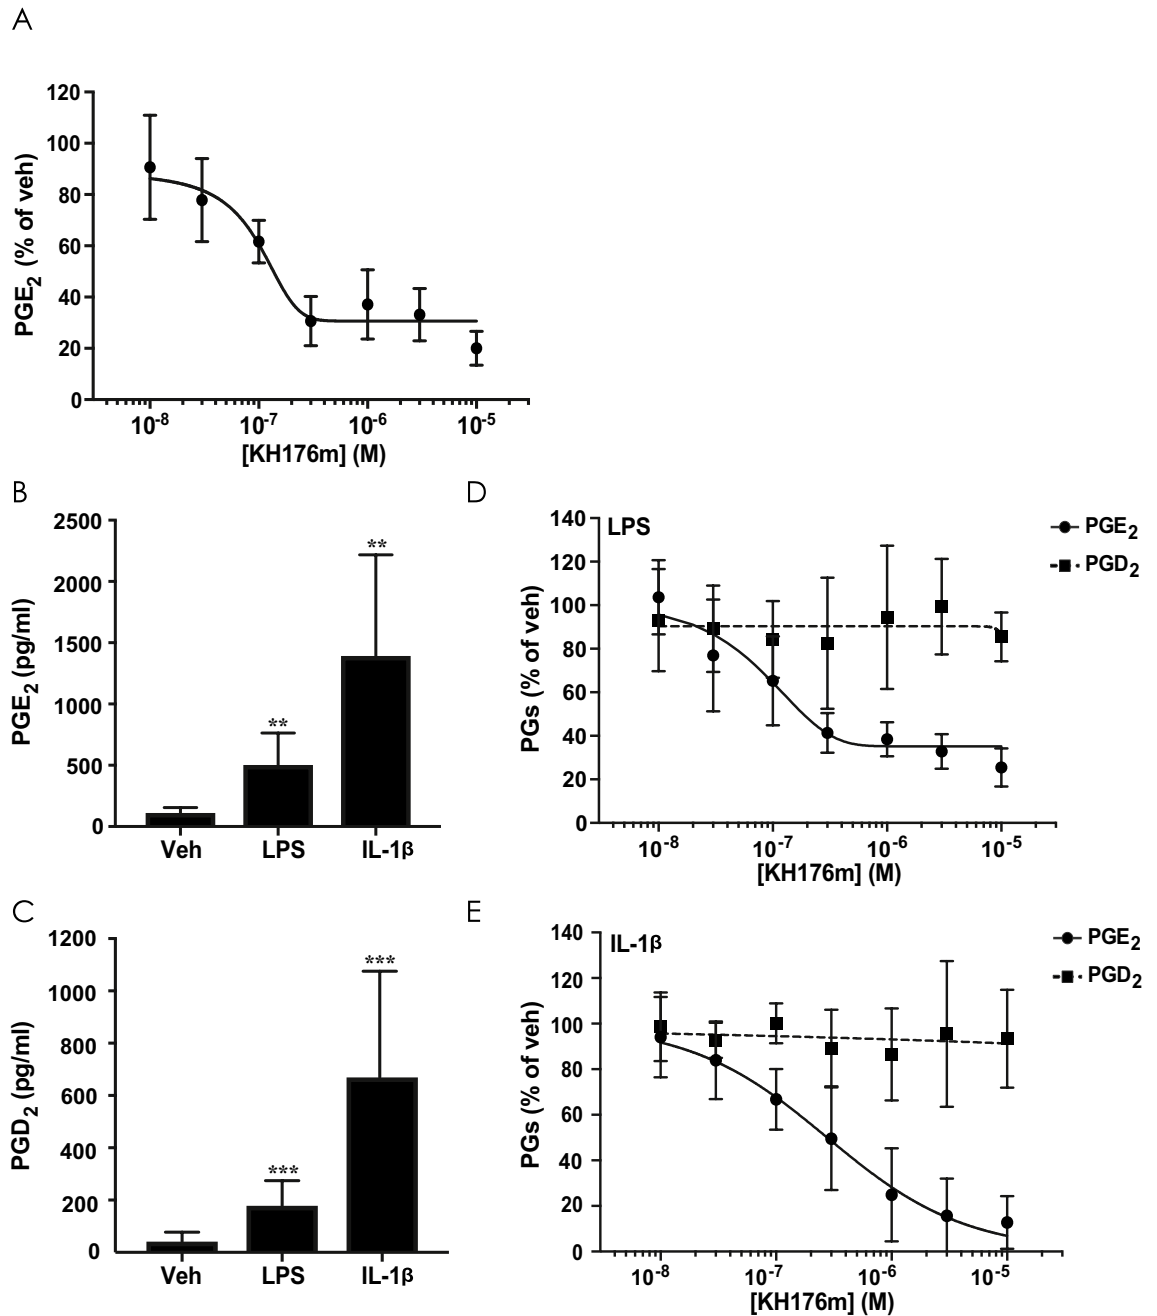 A
PGE2 (% of veh)
120
100
80
60
40
20
0
10-8 10-7 10-6 10-5
[KH176m] (M)
B
PGE2 (pg/ml)
2500
2000
1500
1000
500
0
**
**
Veh LPS IL-1β
D
LPS
PGE2
PGD2
PGs (% of veh)
140
120
100
80
60
40
20
0
10-8 10-7 10-6 10-5
[KH176m] (M)
C
PGD2 (pg/ml)
1200
1000
800
600
400
200
0
***
***
Veh LPS IL-1β
E
IL-1β
PGE2
PGD2
PGs (% of veh)
140
120
100
80
60
40
20
0
10-8 10-7 10-6 10-5
[KH176m] (M)